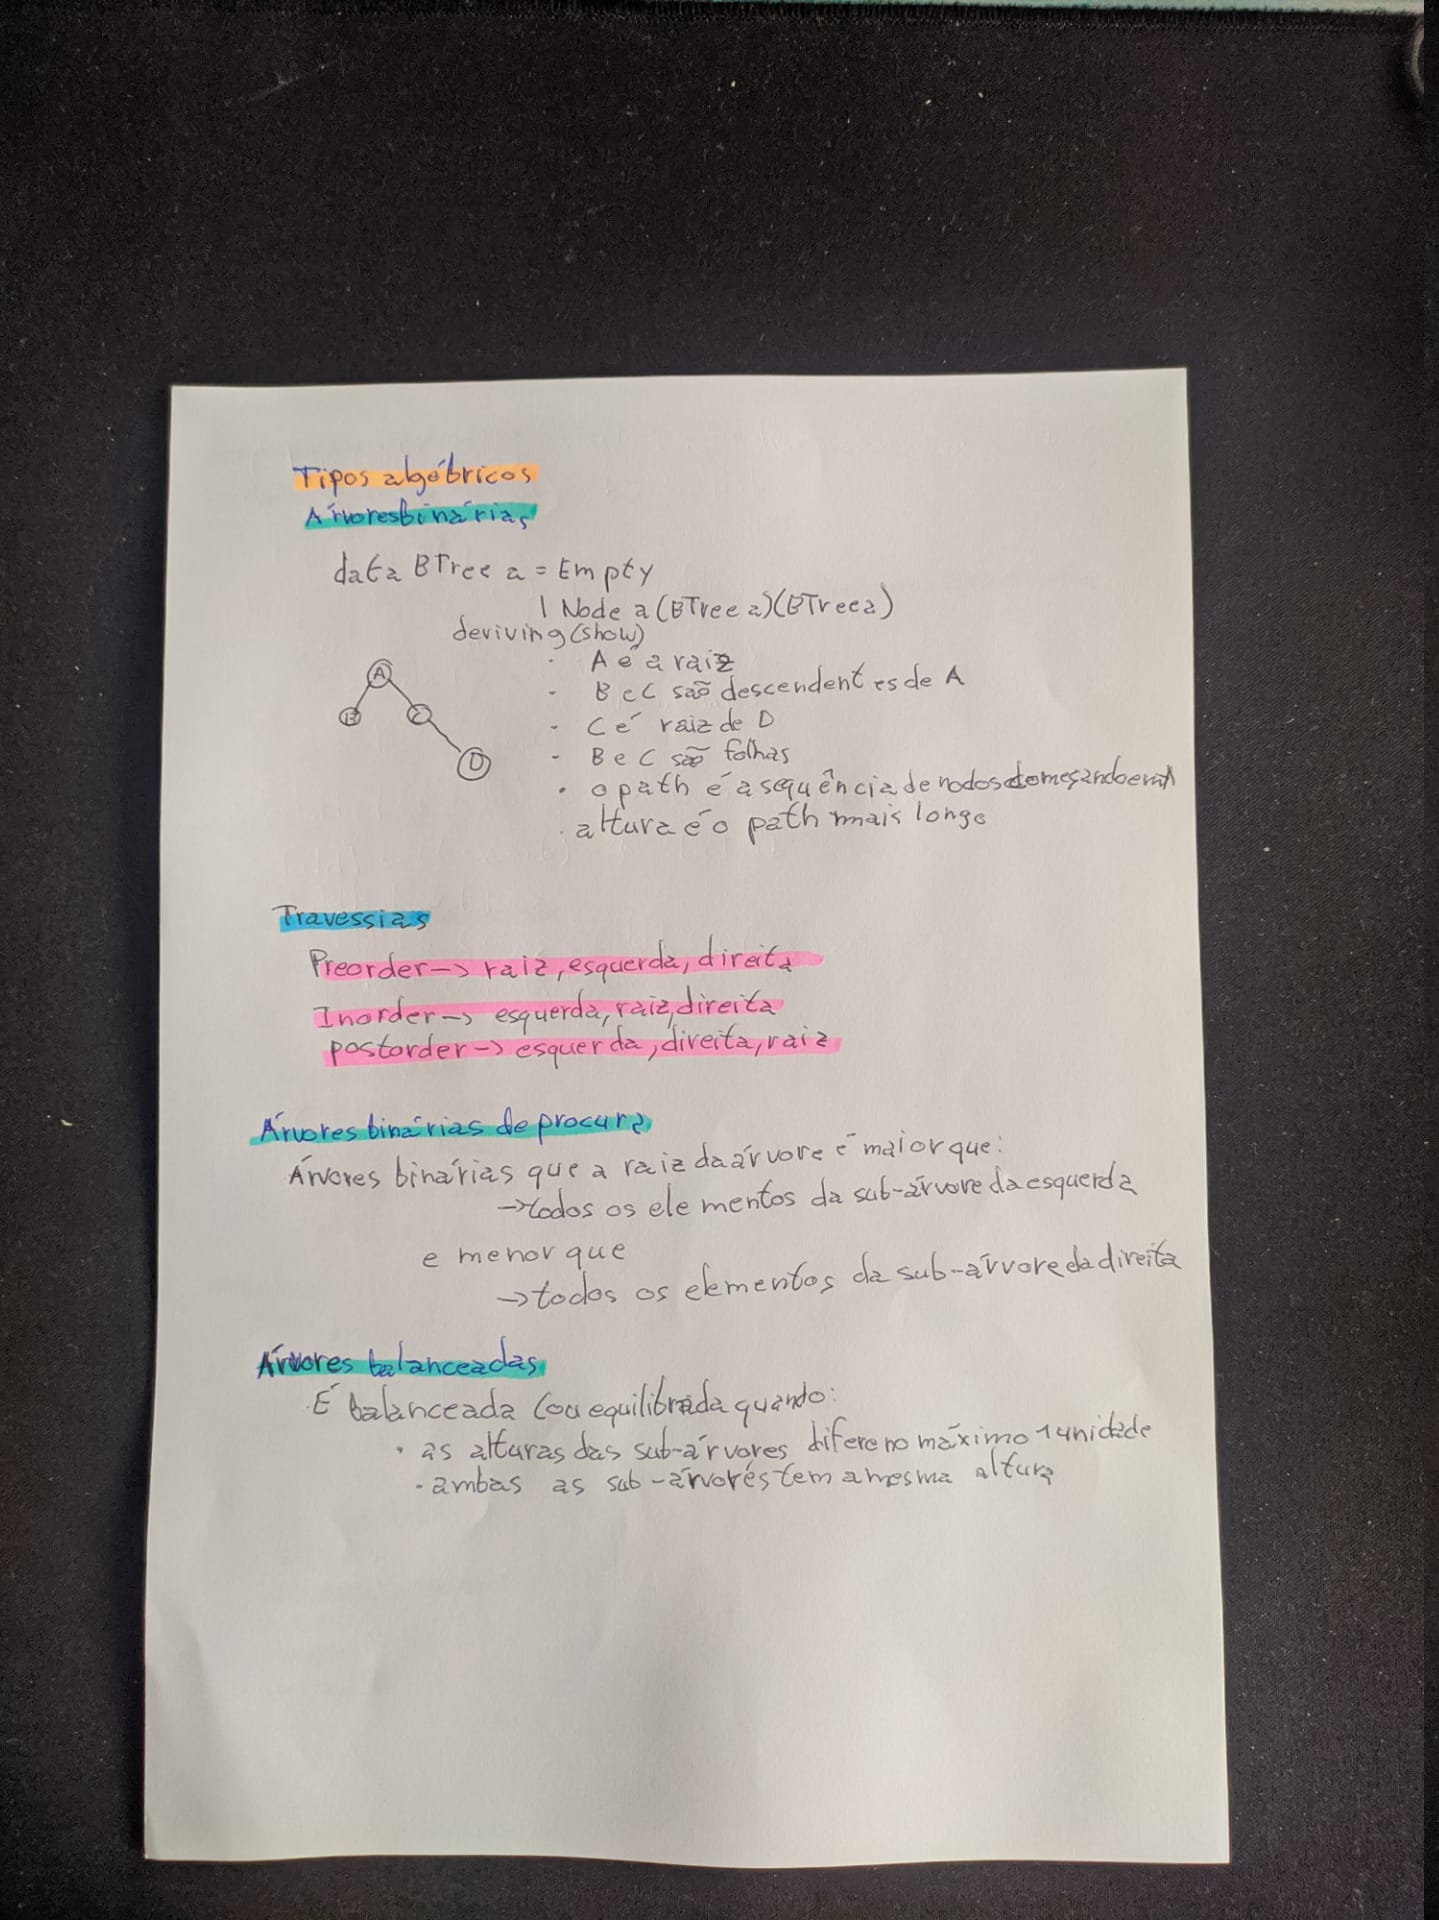 Tipos algébricos
Árvores binárias
data BTree a = Empty
| Node a (BTree a)(BTree a)
deriving (show)
A
B
C
D
· A é a raiz
- B e C são descendentes de A
- C é raiz de D
- B e C são folhas
• o path é a sequência de nodos começando em
· altura é o path mais longo
Travessias
Preorder -> raiz, esquerda, direita
Inorder -> esquerda, raiz, direita
postorder -> esquerda, direita, raiz
Árvores binárias de procura
Árvores binárias que a raiz da árvore é maior que:
-> todos os elementos da sub-árvore da esquerda
e menor que
-> todos os elementos da sub-árvore da direita
Árvores balanceadas
É balanceada (ou equilibrada quando:
• as alturas das sub-árvores difere no máximo 1 unidade
- ambas as sub-árvores tem a mesma altura